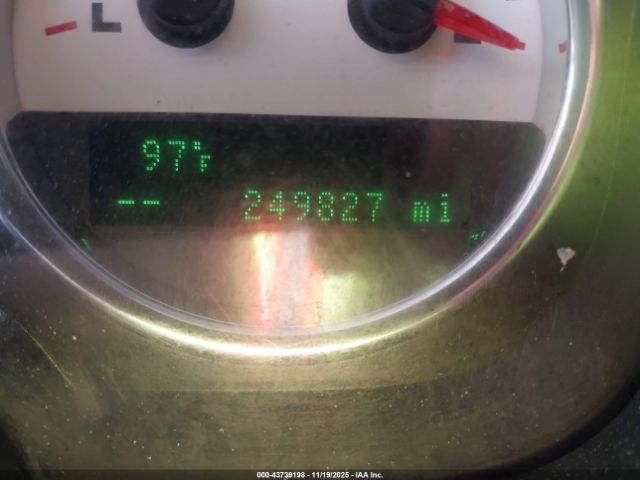 L
97°F
-- 249827 mi
000-43739198 - 11/19/2025 - IAA Inc.